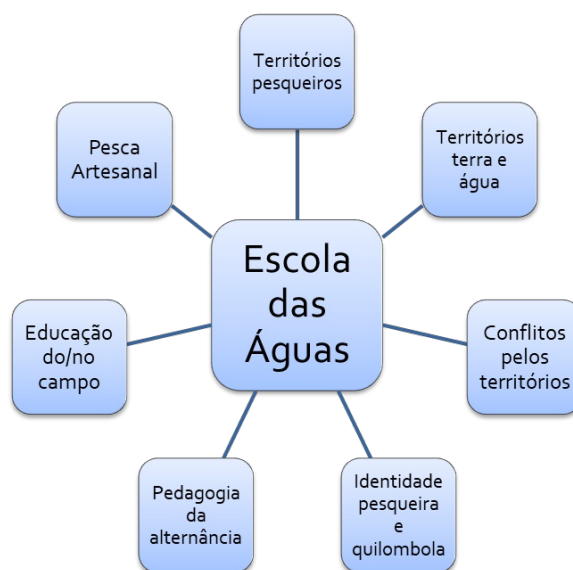 Territórios
pesqueiros
Territórios
terra e
água
Conflitos
pelos
territórios
Identidade
pesqueira
e
quilombola
Pedagogia
da
alternância
Educação
do/no
campo
Pesca
Artesanal
Escola
das
Águas